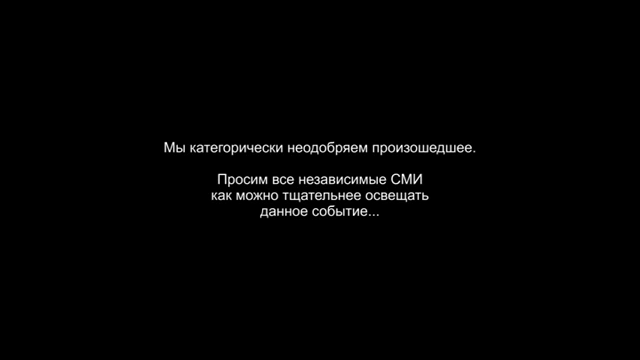 Мы категорически неодобряем произошедшее.
Просим все независимые СМИ
как можно тщательнее освещать
данное событие...